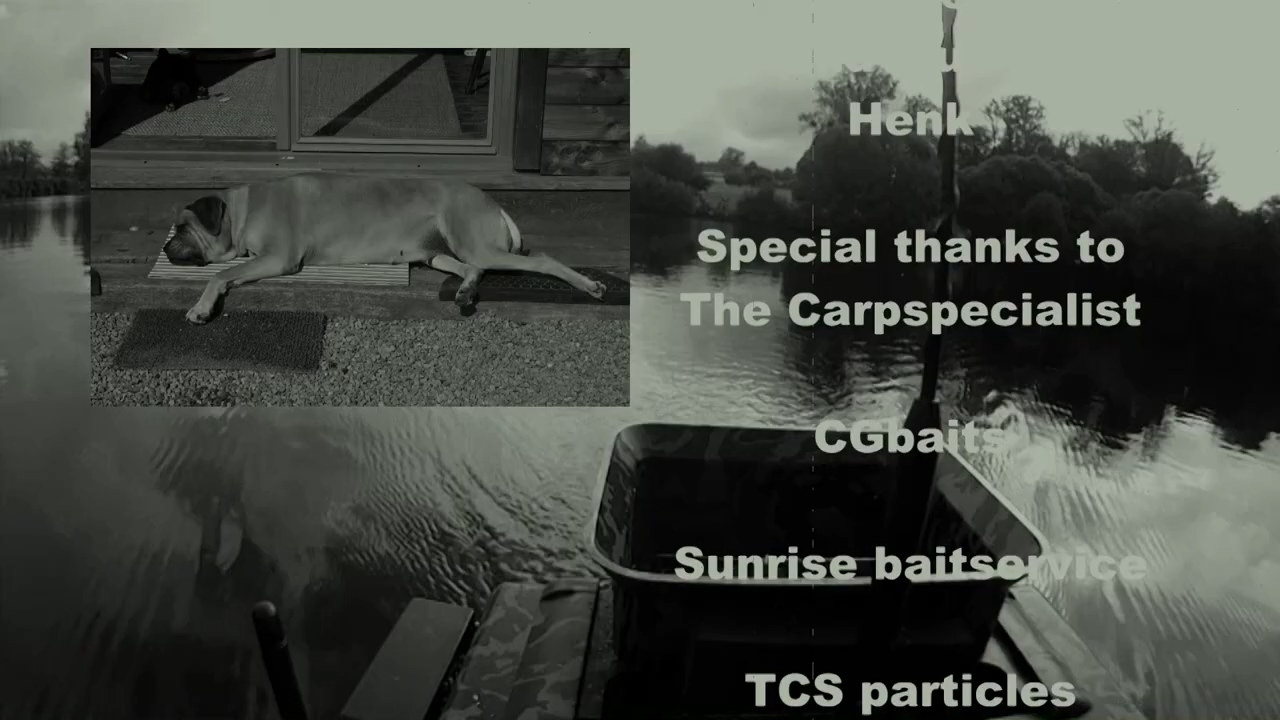 Henk
Special thanks to
The Carpspecialist
CGbaits
Sunrise baitservice
TCS particles